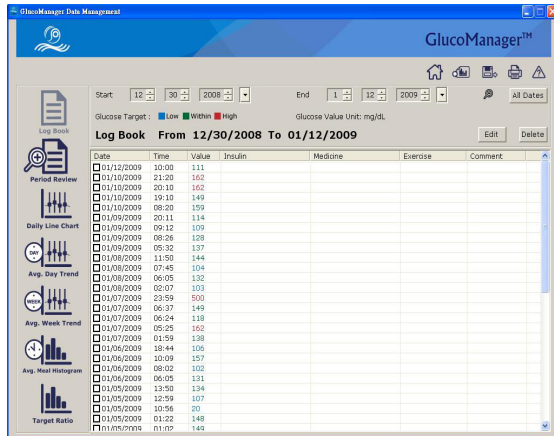 GlucoManager Data Management
GlucoManager™
Start 12 30 2008 End 1 12 2009 All Dates
Glucose Target : Low Within High Glucose Value Unit: mg/dL
Log Book From 12/30/2008 To 01/12/2009 Edit Delete
Log Book
Period Review
Daily Line Chart
DAY
Avg. Day Trend
WEEK
Avg. Week Trend
Avg. Meal Histogram
Target Ratio
Date Time Value Insulin Medicine Exercise Comment
01/12/2009 10:00 111
01/10/2009 21:20 162
01/10/2009 20:10 162
01/10/2009 19:10 149
01/10/2009 08:20 159
01/09/2009 20:11 114
01/09/2009 09:12 109
01/09/2009 08:26 128
01/09/2009 05:32 137
01/08/2009 11:50 144
01/08/2009 07:45 104
01/08/2009 06:05 132
01/08/2009 02:07 103
01/07/2009 23:59 500
01/07/2009 06:37 149
01/07/2009 06:24 118
01/07/2009 05:25 162
01/07/2009 01:59 138
01/06/2009 18:44 106
01/06/2009 10:09 157
01/06/2009 08:02 102
01/06/2009 06:05 131
01/05/2009 13:50 134
01/05/2009 12:59 107
01/05/2009 10:56 20
01/05/2009 01:22 148
01/05/2009 01:02 149